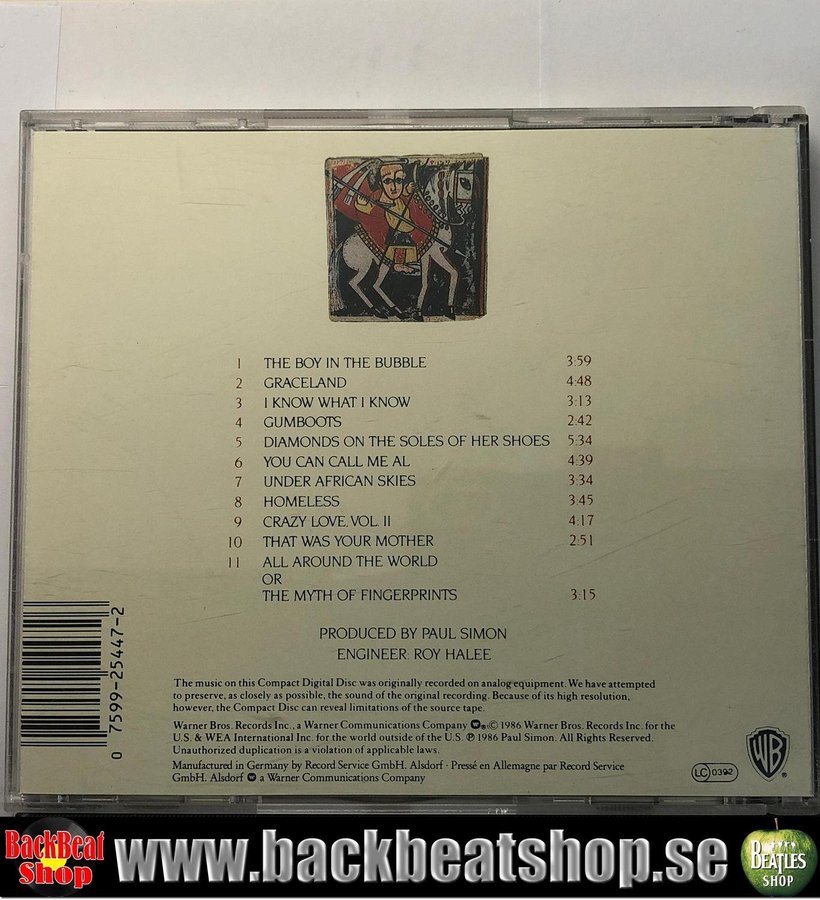 1 THE BOY IN THE BUBBLE 3:59
2 GRACELAND 4:48
3 I KNOW WHAT I KNOW 3:13
4 GUMBOOTS 2:42
5 DIAMONDS ON THE SOLES OF HER SHOES 5:34
6 YOU CAN CALL ME AL 4:39
7 UNDER AFRICAN SKIES 3:34
8 HOMELESS 3:45
9 CRAZY LOVE, VOL. II 4:17
10 THAT WAS YOUR MOTHER 2:51
11 ALL AROUND THE WORLD
OR
THE MYTH OF FINGERPRINTS 3:15
PRODUCED BY PAUL SIMON
ENGINEER: ROY HALEE
The music on this Compact Digital Disc was originally recorded on analog equipment. We have attempted
to preserve, as closely as possible, the sound of the original recording. Because of its high resolution,
however, the Compact Disc can reveal limitations of the source tape.
Warner Bros. Records Inc., a Warner Communications Company ® © 1986 Warner Bros. Records Inc. for the
U.S. & WEA International Inc. for the world outside of the U.S. ℗ 1986 Paul Simon. All Rights Reserved.
Unauthorized duplication is a violation of applicable laws.
Manufactured in Germany by Record Service GmbH. Alsdorf · Pressé en Allemagne par Record Service
GmbH. Alsdorf a Warner Communications Company
0 7599-25447-2
LC 0392
WB ®
BackBeat
Shop
www.backbeatshop.se
BEATLES
SHOP